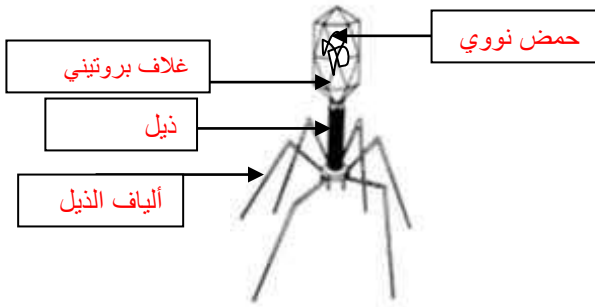 حمض نووي
غلاف بروتيني
ذيل
ألياف الذيل